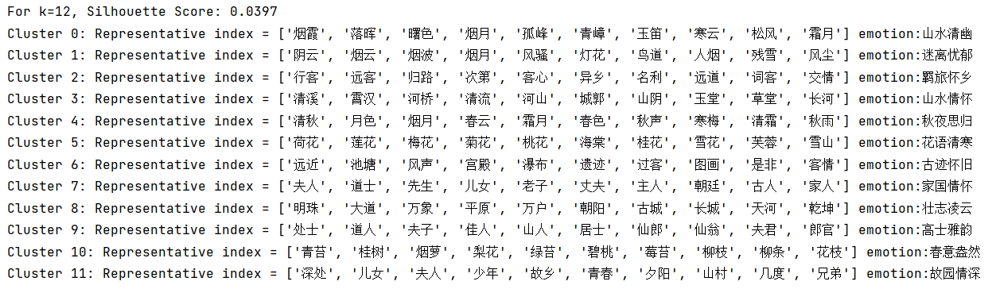 For k=12, Silhouette Score: 0.0397
Cluster 0: Representative index = ['烟霞', '落晖', '曙色', '烟月', '孤峰', '青嶂', '玉笛', '寒云', '松风', '霜月'] emotion:山水清幽
Cluster 1: Representative index = ['阴云', '烟云', '烟波', '烟月', '风骚', '灯花', '鸟道', '人烟', '残雪', '风尘'] emotion:迷离忧郁
Cluster 2: Representative index = ['行客', '远客', '归路', '次第', '客心', '异乡', '名利', '远道', '词客', '交情'] emotion:羁旅怀乡
Cluster 3: Representative index = ['清溪', '霄汉', '河桥', '清流', '河山', '城郭', '山阴', '玉堂', '草堂', '长河'] emotion:山水情怀
Cluster 4: Representative index = ['清秋', '月色', '烟月', '春云', '霜月', '春色', '秋声', '寒梅', '清霜', '秋雨'] emotion:秋夜思归
Cluster 5: Representative index = ['荷花', '莲花', '梅花', '菊花', '桃花', '海棠', '桂花', '雪花', '芙蓉', '雪山'] emotion:花语清寒
Cluster 6: Representative index = ['远近', '池塘', '风声', '宫殿', '瀑布', '遗迹', '过客', '图画', '是非', '客情'] emotion:古迹怀旧
Cluster 7: Representative index = ['夫人', '道士', '先生', '儿女', '老子', '丈夫', '主人', '朝廷', '古人', '家人'] emotion:家国情怀
Cluster 8: Representative index = ['明珠', '大道', '万象', '平原', '万户', '朝阳', '古城', '长城', '天河', '乾坤'] emotion:壮志凌云
Cluster 9: Representative index = ['处士', '道人', '夫子', '佳人', '山人', '居士', '仙郎', '仙翁', '夫君', '郎官'] emotion:高士雅韵
Cluster 10: Representative index = ['青苔', '桂树', '烟萝', '梨花', '绿苔', '碧桃', '莓苔', '柳枝', '柳条', '花枝'] emotion:春意盎然
Cluster 11: Representative index = ['深处', '儿女', '夫人', '少年', '故乡', '青春', '夕阳', '山村', '几度', '兄弟'] emotion:故园情深